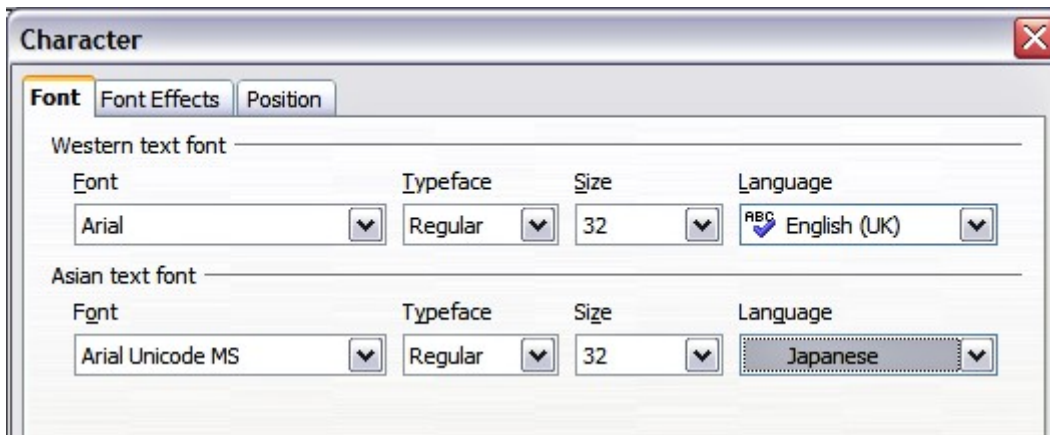 Character
Font Font Effects Position
Western text font
Font Typeface Size Language
Arial Regular 32 ABC English (UK)
Asian text font
Font Typeface Size Language
Arial Unicode MS Regular 32 Japanese